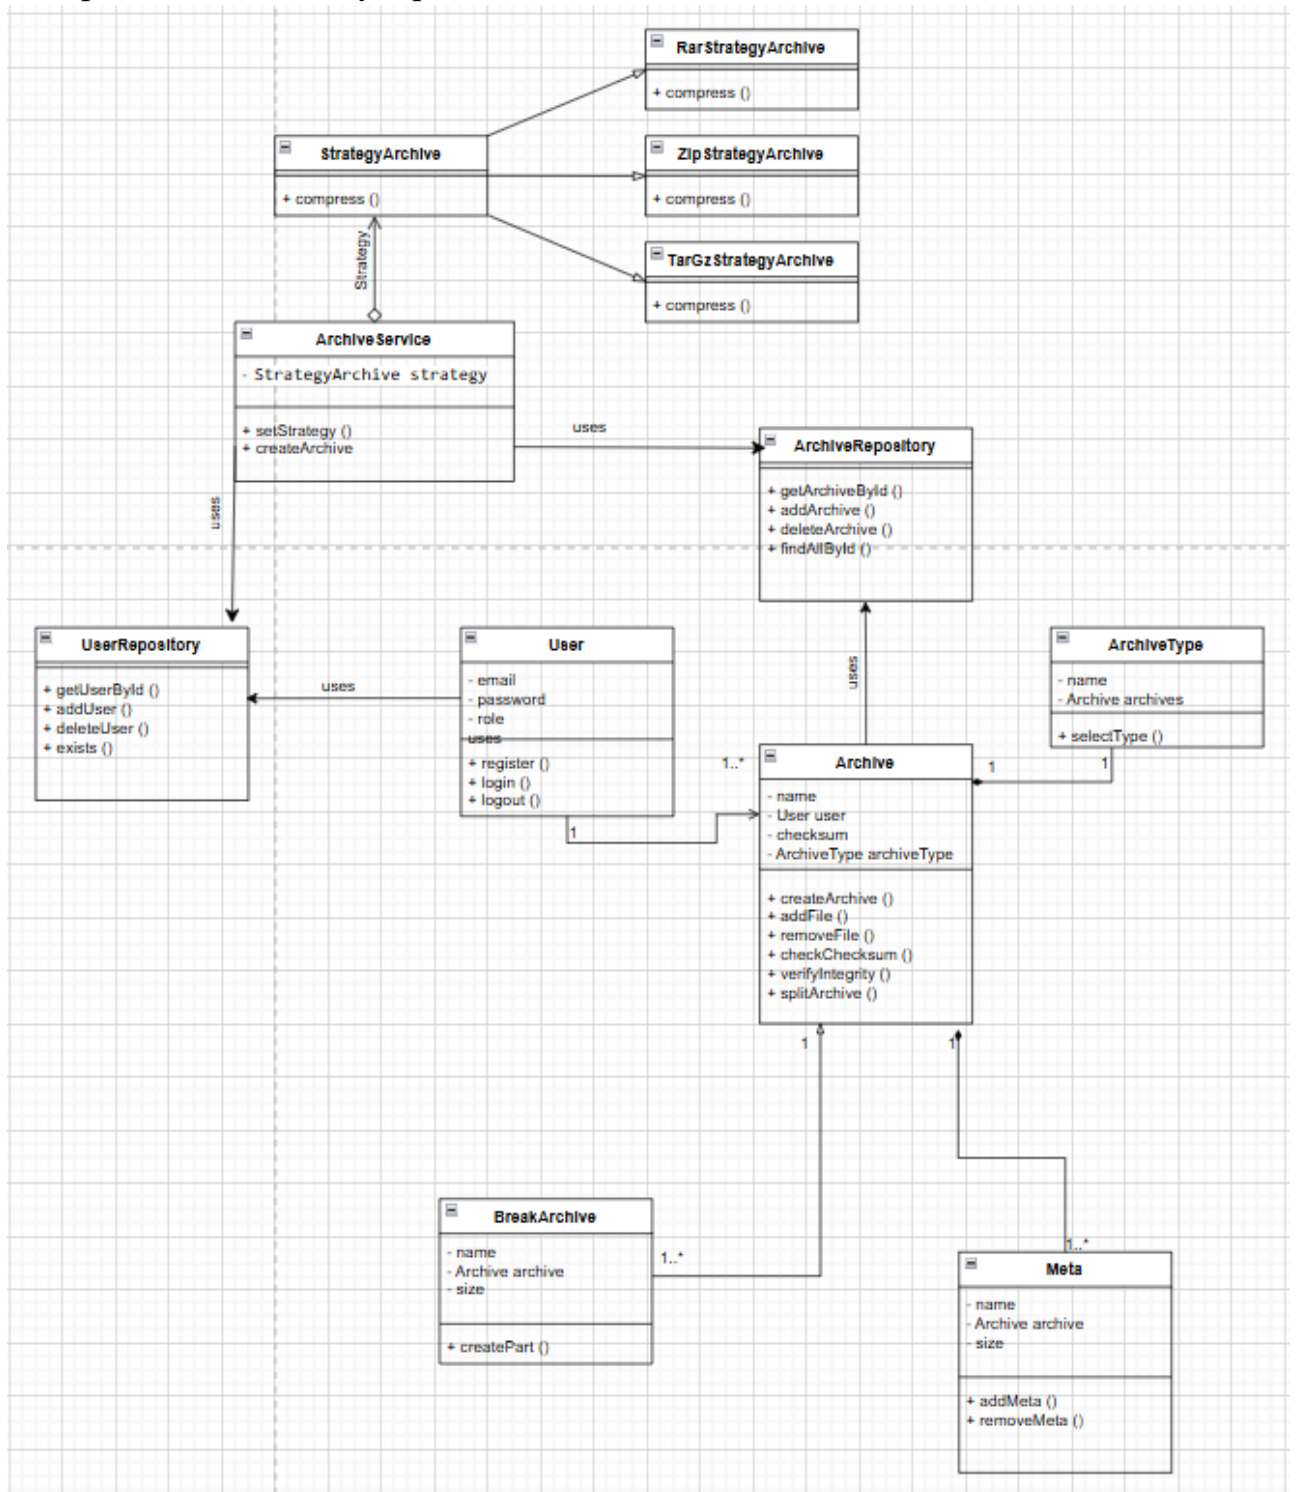 RarStrategyArchive
+ compress ()
StrategyArchive
+ compress ()
ZipStrategyArchive
+ compress ()
TarGzStrategyArchive
+ compress ()
Strategy
ArchiveService
- StrategyArchive strategy
+ setStrategy ()
+ createArchive
uses
uses
ArchiveRepository
+ getArchiveById ()
+ addArchive ()
+ deleteArchive ()
+ findAllById ()
UserRepository
+ getUserById ()
+ addUser ()
+ deleteUser ()
+ exists ()
uses
User
- email
- password
- role
uses
+ register ()
+ login ()
+ logout ()
1
uses
ArchiveType
- name
- Archive archives
+ selectType ()
1
1
1..*
Archive
- name
- User user
- checksum
- ArchiveType archiveType
+ createArchive ()
+ addFile ()
+ removeFile ()
+ checkChecksum ()
+ verifyIntegrity ()
+ splitArchive ()
1
1
BreakArchive
- name
- Archive archive
- size
+ createPart ()
1..*
1..*
Meta
- name
- Archive archive
- size
+ addMeta ()
+ removeMeta ()